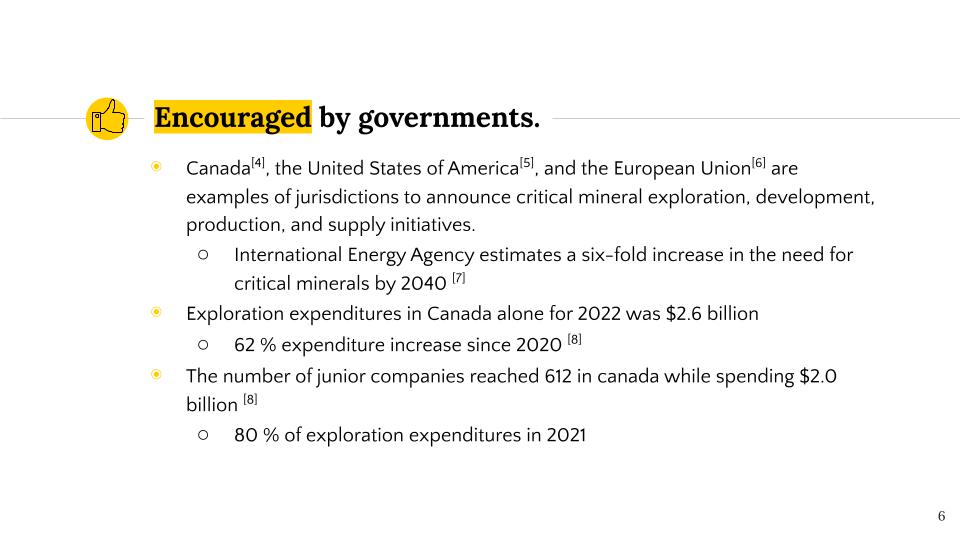 Encouraged by governments.
Canada[4], the United States of America[5], and the European Union[6] are
examples of jurisdictions to announce critical mineral exploration, development,
production, and supply initiatives.
International Energy Agency estimates a six-fold increase in the need for
critical minerals by 2040 [7]
Exploration expenditures in Canada alone for 2022 was $2.6 billion
62 % expenditure increase since 2020 [8]
The number of junior companies reached 612 in canada while spending $2.0
billion [8]
80 % of exploration expenditures in 2021
6